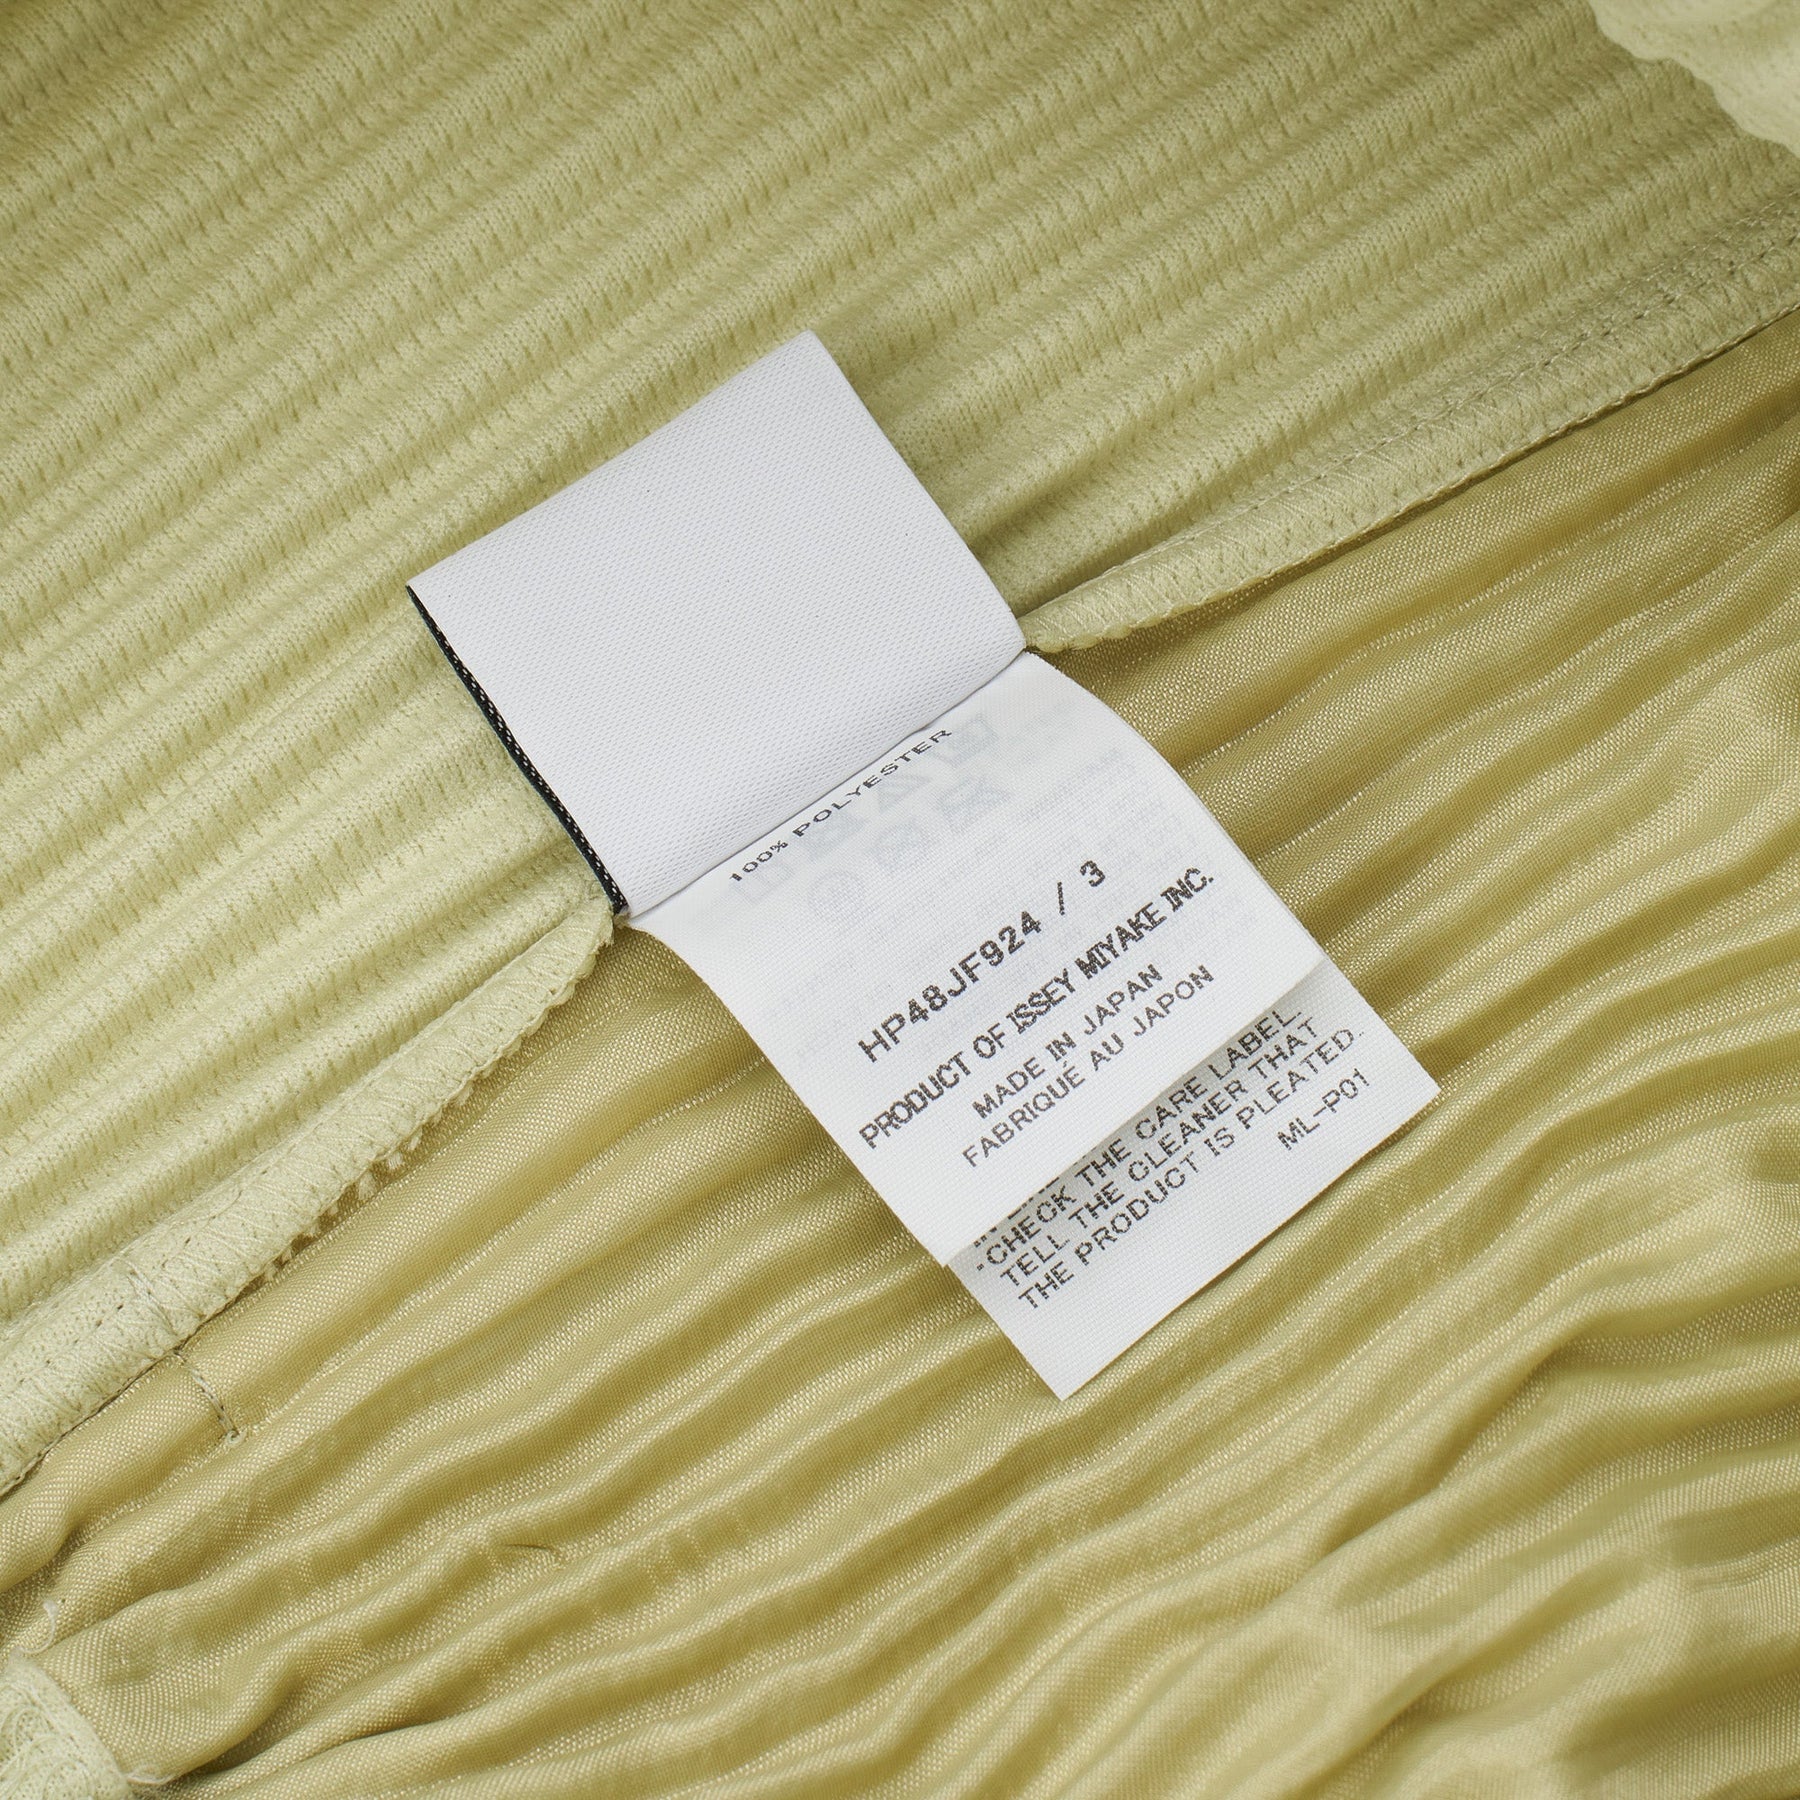 100% POLYESTER
HP48JF924 / 3
PRODUCT OF ISSEY MIYAKE INC.
MADE IN JAPAN
FABRIQUÉ AU JAPON
-CHECK THE CARE LABEL.
TELL THE CLEANER THAT
THE PRODUCT IS PLEATED.
ML-P01